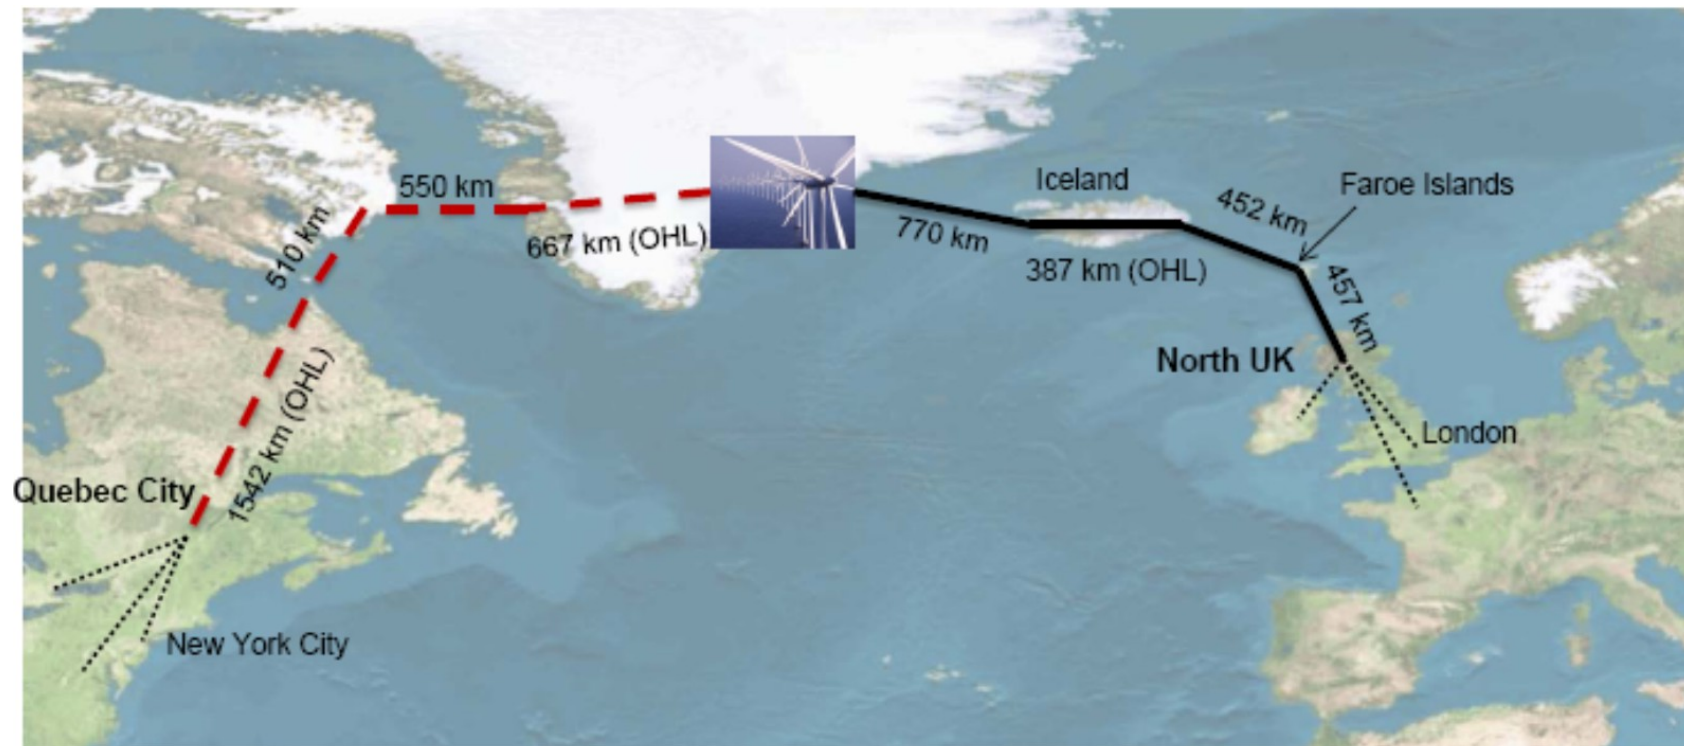 Iceland
Faroe Islands
550 km
452 km
510 km
667 km (OHL)
770 km
387 km (OHL)
457 km
North UK
1542 km (OHL)
London
Quebec City
New York City